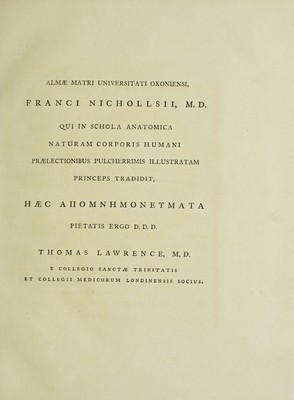 ALMÆ MATRI UNIVERSITATI OXONIENSI,
FRANCI NICHOLLSII, M. D.
QUI IN SCHOLA ANATOMICA
NATURAM CORPORIS HUMANI
PRÆLECTIONIBUS PULCHERRIMIS ILLUSTRATAM
PRINCEPS TRADIDIT,
HÆC ΑΠΟΜΝΗΜΟΝΕΥΜΑΤΑ
PIETATIS ERGO D. D. D.
THOMAS LAWRENCE, M. D.
E COLLEGIO SANCTÆ TRINITATIS
ET COLLEGII MEDICORUM LONDINENSIS SOCIUS.